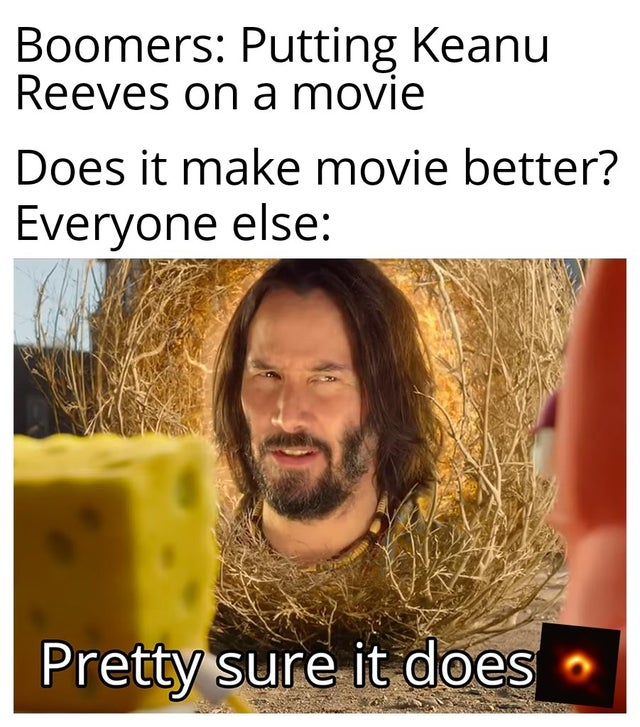 Boomers: Putting Keanu
Reeves on a movie
Does it make movie better?
Everyone else:
Pretty sure it does